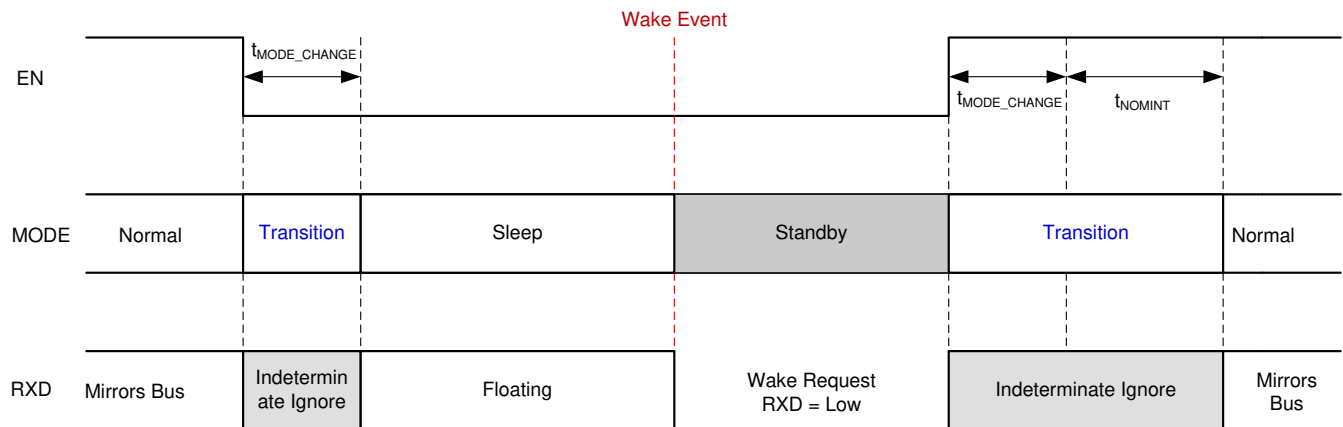 Wake Event
EN
tMODE_CHANGE
tMODE_CHANGE
tNOMINT
MODE
Normal
Transition
Sleep
Standby
Transition
Normal
RXD
Mirrors Bus
Indetermin
ate Ignore
Floating
Wake Request
RXD = Low
Indeterminate Ignore
Mirrors
Bus